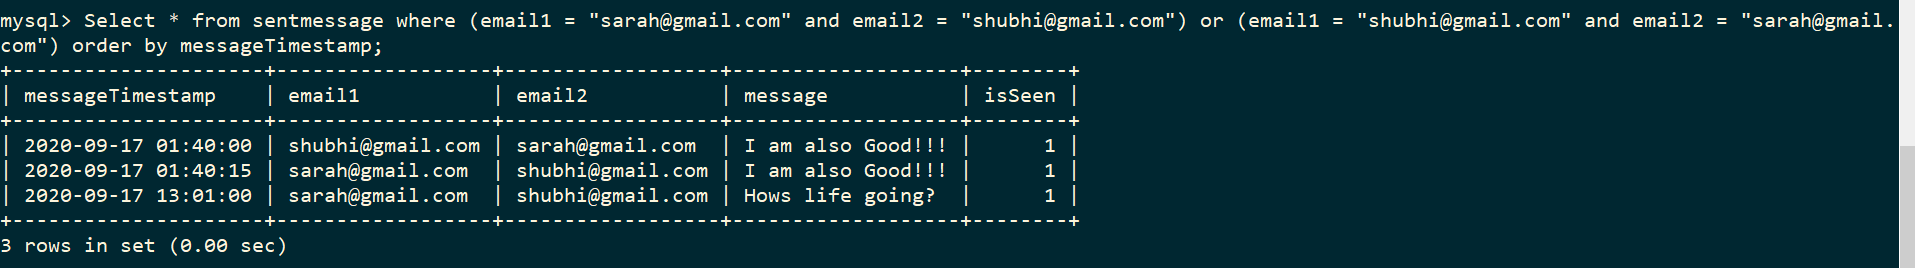 mysql> Select * from sentmessage where (email1 = "sarah@gmail.com" and email2 = "shubhi@gmail.com") or (email1 = "shubhi@gmail.com" and email2 = "sarah@gmail.
com") order by messageTimestamp;
+---------------------+------------------+------------------+-------------------+--------+
| messageTimestamp    | email1           | email2           | message           | isSeen |
+---------------------+------------------+------------------+-------------------+--------+
| 2020-09-17 01:40:00 | shubhi@gmail.com | sarah@gmail.com  | I am also Good!!! |      1 |
| 2020-09-17 01:40:15 | sarah@gmail.com  | shubhi@gmail.com | I am also Good!!! |      1 |
| 2020-09-17 13:01:00 | sarah@gmail.com  | shubhi@gmail.com | Hows life going?  |      1 |
+---------------------+------------------+------------------+-------------------+--------+
3 rows in set (0.00 sec)